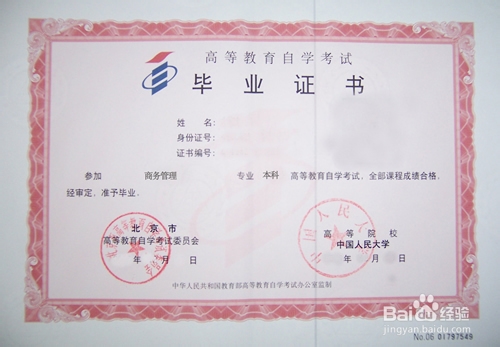 高等教育自学考试
毕业证书
姓 名:
身份证号:
证书编号:
参加 商务管理 专业 本科 高等教育自学考试，全部课程成绩合格，
经审定，准予毕业。
北京市
高等教育自学考试委员会
年 月 日
高等院校
中国人民大学
年 月 日
中华人民共和国教育部高等教育自学考试办公室监制
Baidu经验
jingyan.baidu.com
No.06 01797549